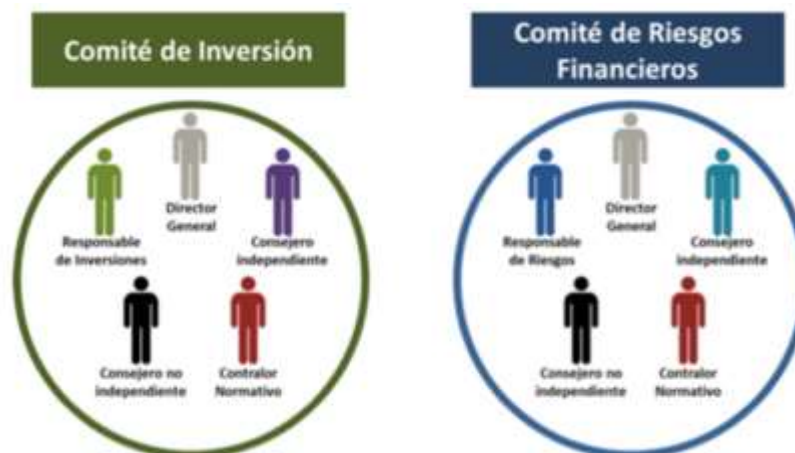 Comité de Inversión
Comité de Riesgos
Financieros
Director
General
Responsable
de Inversiones
Consejero
independiente
Consejero no
independiente
Contralor
Normativo
Director
General
Responsable
de Riesgos
Consejero
independiente
Consejero no
independiente
Contralor
Normativo